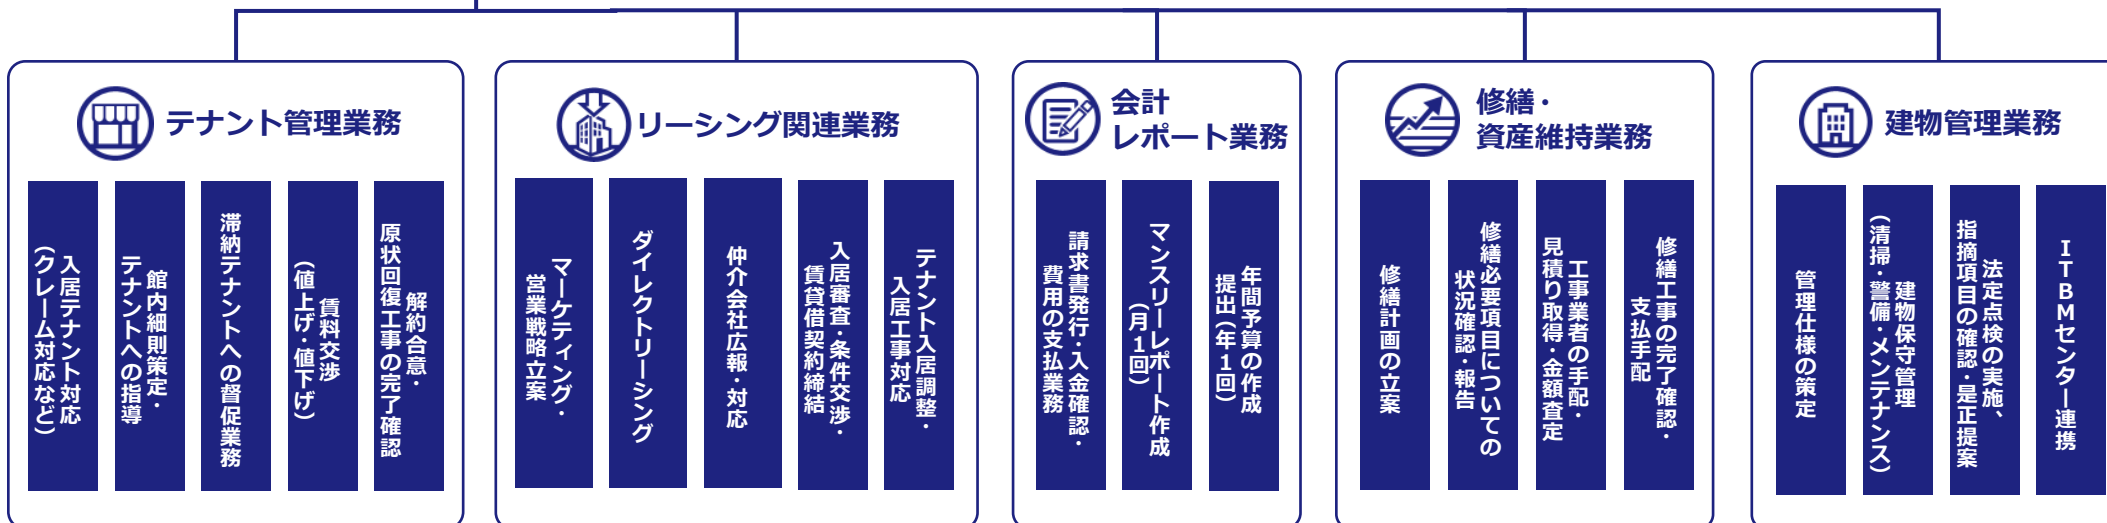 テナント管理業務
入居テナント対応
（クレーム対応など）
館内細則策定・
テナントへの指導
滞納テナントへの督促業務
賃料交渉
（値上げ・値下げ）
解約合意・
原状回復工事の完了確認
リーシング関連業務
マーケティング・
営業戦略立案
ダイレクトリーシング
仲介会社広報・対応
入居審査・条件交渉・
賃貸借契約締結
テナント入居調整・
入居工事対応
会計
レポート業務
請求書発行・入金確認・
費用の支払業務
マンスリーレポート作成
（月1回）
年間予算の作成
提出（年1回）
修繕・
資産維持業務
修繕計画の立案
修繕必要項目についての
状況確認・報告
工事業者の手配・
見積り取得・金額査定
修繕工事の完了確認・
支払手配
建物管理業務
管理仕様の策定
建物保守管理
（清掃・警備・メンテナンス）
法定点検の実施、
指摘項目の確認・是正提案
ITBMセンター連携